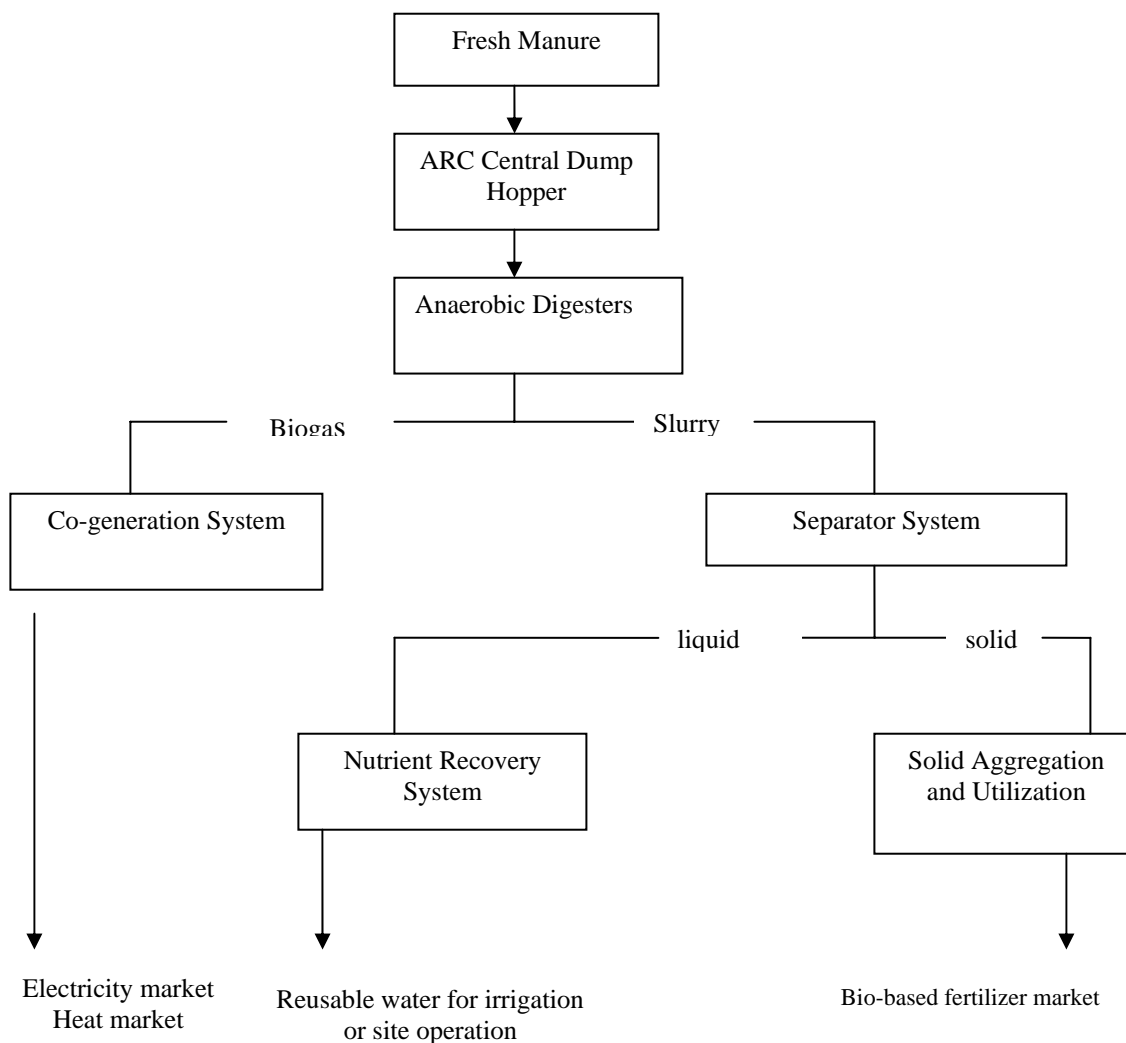 Fresh Manure
ARC Central Dump
Hopper
Anaerobic Digesters
Biogas
Slurry
Co-generation System
Separator System
liquid
solid
Nutrient Recovery
System
Solid Aggregation
and Utilization
Electricity market
Heat market
Reusable water for irrigation
or site operation
Bio-based fertilizer market